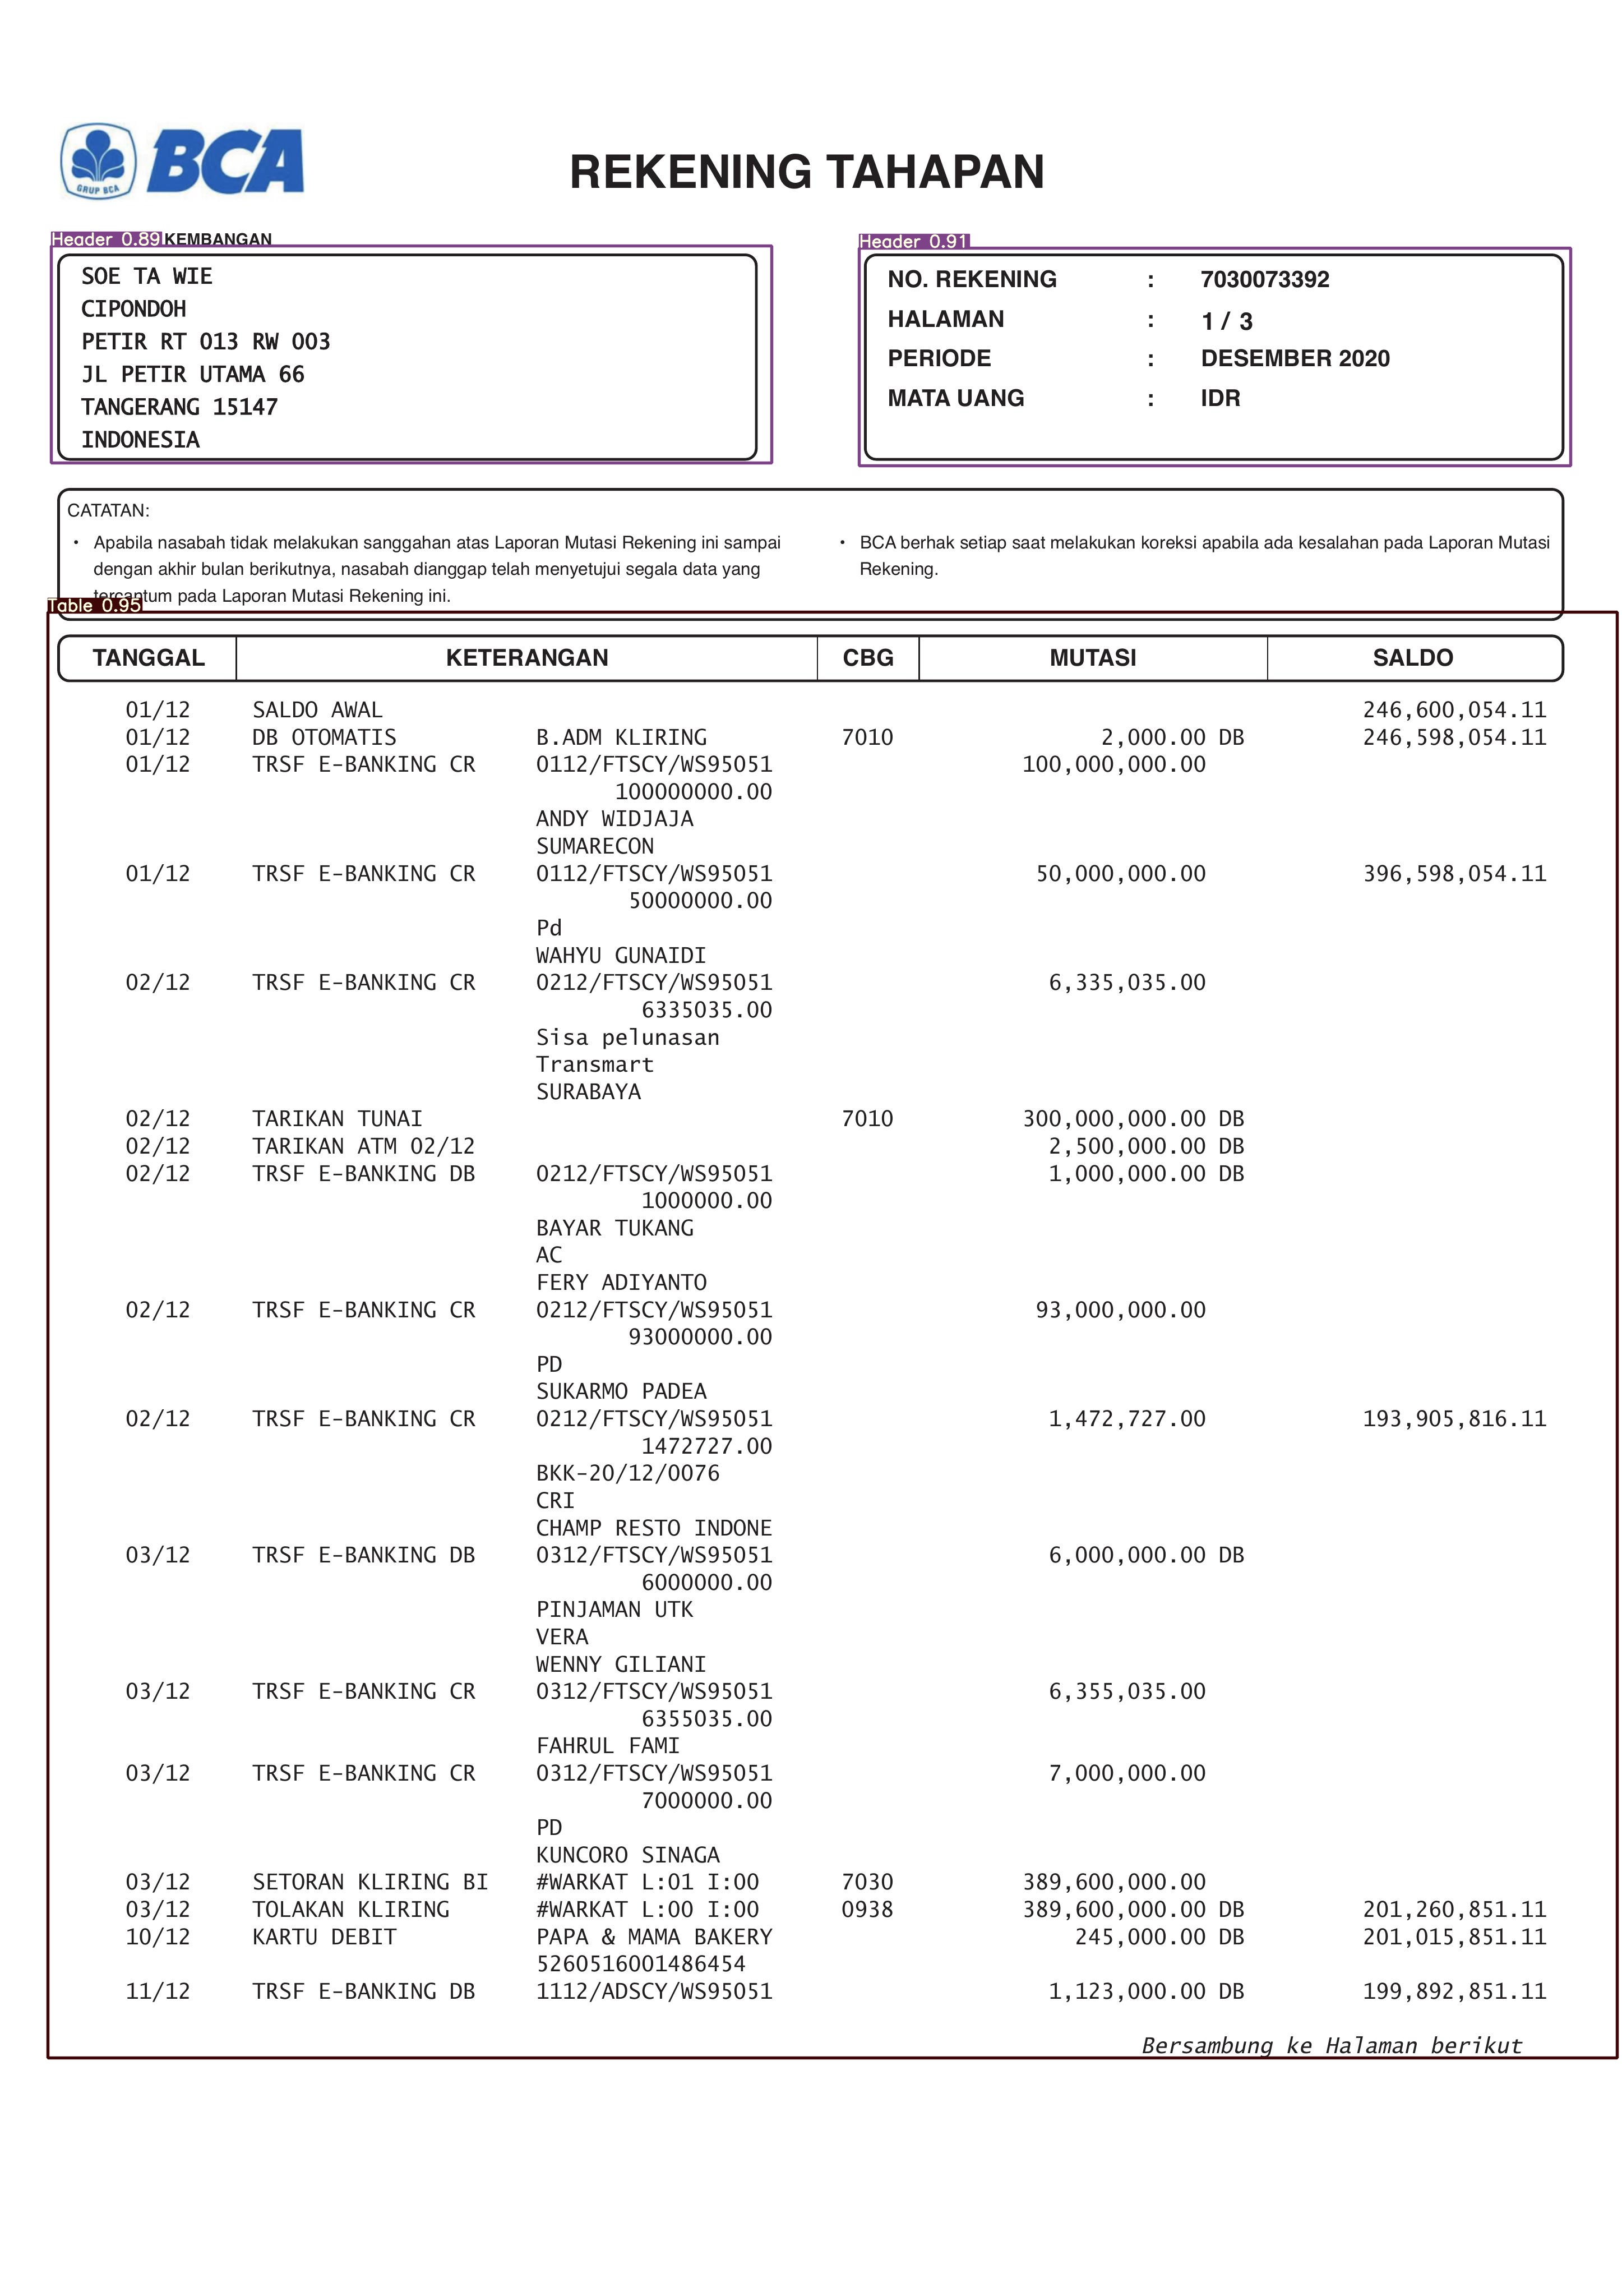 GRUP BCA
BCA
REKENING TAHAPAN
Header 0.89 KEMBANGAN
SOE TA WIE
CIPONDOH
PETIR RT 013 RW 003
JL PETIR UTAMA 66
TANGERANG 15147
INDONESIA
Header 0.91
NO. REKENING : 7030073392
HALAMAN : 1 / 3
PERIODE : DESEMBER 2020
MATA UANG : IDR
CATATAN:
• Apabila nasabah tidak melakukan sanggahan atas Laporan Mutasi Rekening ini sampai
dengan akhir bulan berikutnya, nasabah dianggap telah menyetujui segala data yang
tercantum pada Laporan Mutasi Rekening ini.
• BCA berhak setiap saat melakukan koreksi apabila ada kesalahan pada Laporan Mutasi
Rekening.
Table 0.95
TANGGAL KETERANGAN CBG MUTASI SALDO
01/12 SALDO AWAL 246,600,054.11
01/12 DB OTOMATIS B.ADM KLIRING 7010 2,000.00 DB 246,598,054.11
01/12 TRSF E-BANKING CR 0112/FTSCY/WS95051 100,000,000.00
100000000.00
ANDY WIDJAJA
SUMARECON
01/12 TRSF E-BANKING CR 0112/FTSCY/WS95051 50,000,000.00 396,598,054.11
50000000.00
Pd
WAHYU GUNAIDI
02/12 TRSF E-BANKING CR 0212/FTSCY/WS95051 6,335,035.00
6335035.00
Sisa pelunasan
Transmart
SURABAYA
02/12 TARIKAN TUNAI 7010 300,000,000.00 DB
02/12 TARIKAN ATM 02/12 2,500,000.00 DB
02/12 TRSF E-BANKING DB 0212/FTSCY/WS95051 1,000,000.00 DB
1000000.00
BAYAR TUKANG
AC
FERY ADIYANTO
02/12 TRSF E-BANKING CR 0212/FTSCY/WS95051 93,000,000.00
93000000.00
PD
SUKARMO PADEA
02/12 TRSF E-BANKING CR 0212/FTSCY/WS95051 1,472,727.00 193,905,816.11
1472727.00
BKK-20/12/0076
CRI
CHAMP RESTO INDONE
03/12 TRSF E-BANKING DB 0312/FTSCY/WS95051 6,000,000.00 DB
6000000.00
PINJAMAN UTK
VERA
WENNY GILIANI
03/12 TRSF E-BANKING CR 0312/FTSCY/WS95051 6,355,035.00
6355035.00
FAHRUL FAMI
03/12 TRSF E-BANKING CR 0312/FTSCY/WS95051 7,000,000.00
7000000.00
PD
KUNCORO SINAGA
03/12 SETORAN KLIRING BI #WARKAT L:01 I:00 7030 389,600,000.00
03/12 TOLAKAN KLIRING #WARKAT L:00 I:00 0938 389,600,000.00 DB 201,260,851.11
10/12 KARTU DEBIT PAPA & MAMA BAKERY 245,000.00 DB 201,015,851.11
5260516001486454
11/12 TRSF E-BANKING DB 1112/ADSCY/WS95051 1,123,000.00 DB 199,892,851.11
Bersambung ke Halaman berikut